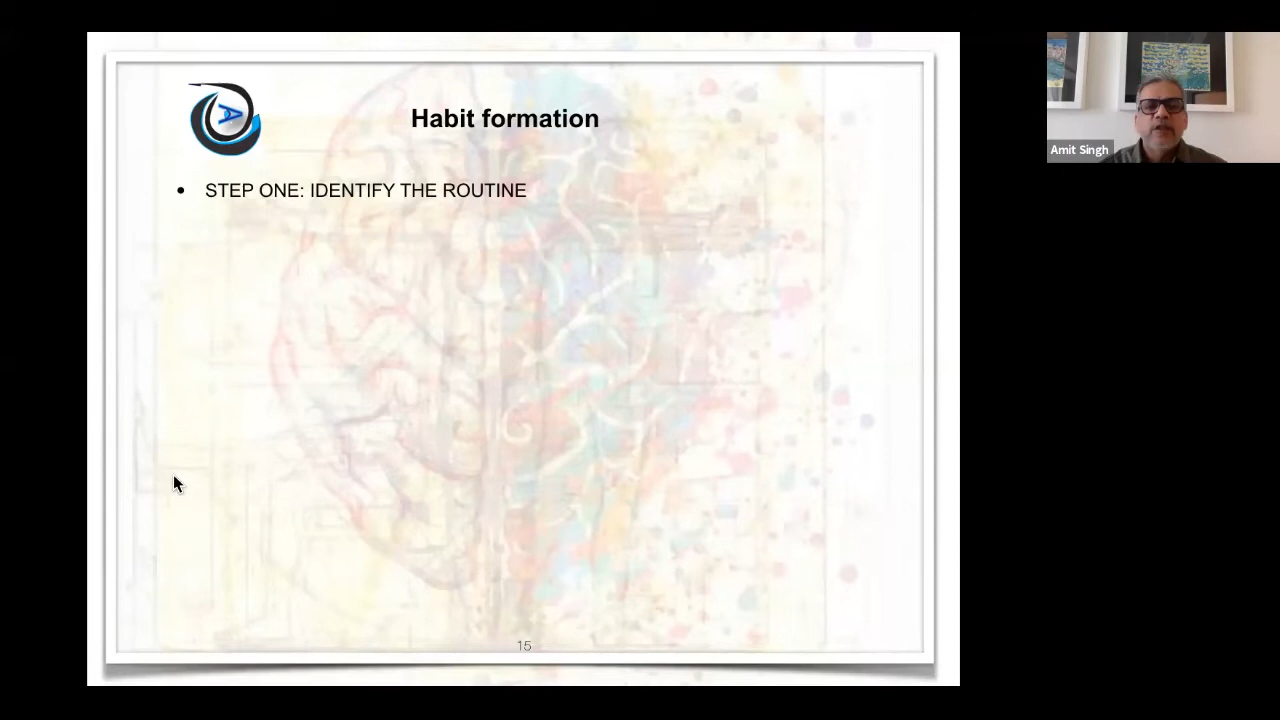 Habit formation
• STEP ONE: IDENTIFY THE ROUTINE
15
Amit Singh